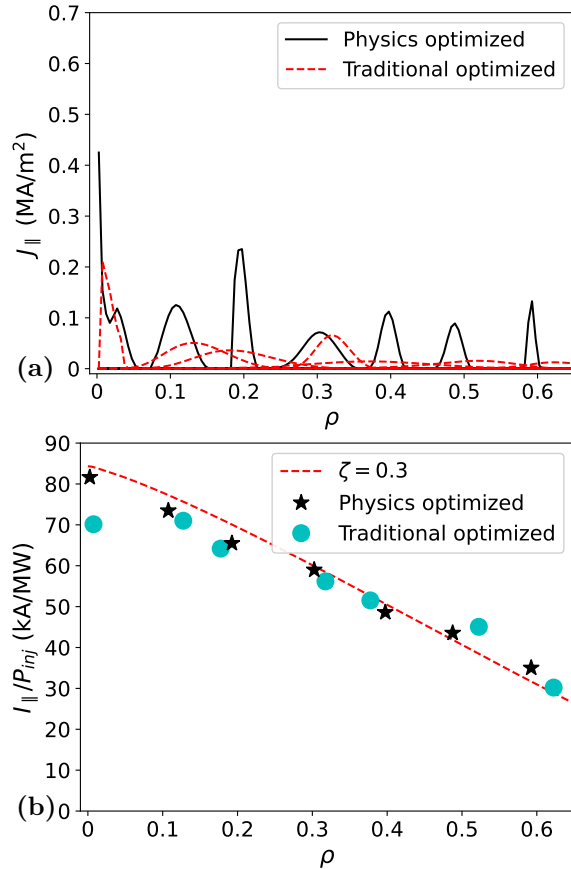 0.7
0.6
0.5
0.4
0.3
0.2
0.1
0
J∥ (MA/m²)
Physics optimized
Traditional optimized
(a)
0 0.1 0.2 0.3 0.4 0.5 0.6
ρ
90
80
70
60
50
40
30
20
10
0
I∥/P_inj (kA/MW)
ζ = 0.3
Physics optimized
Traditional optimized
(b)
0 0.1 0.2 0.3 0.4 0.5 0.6
ρ